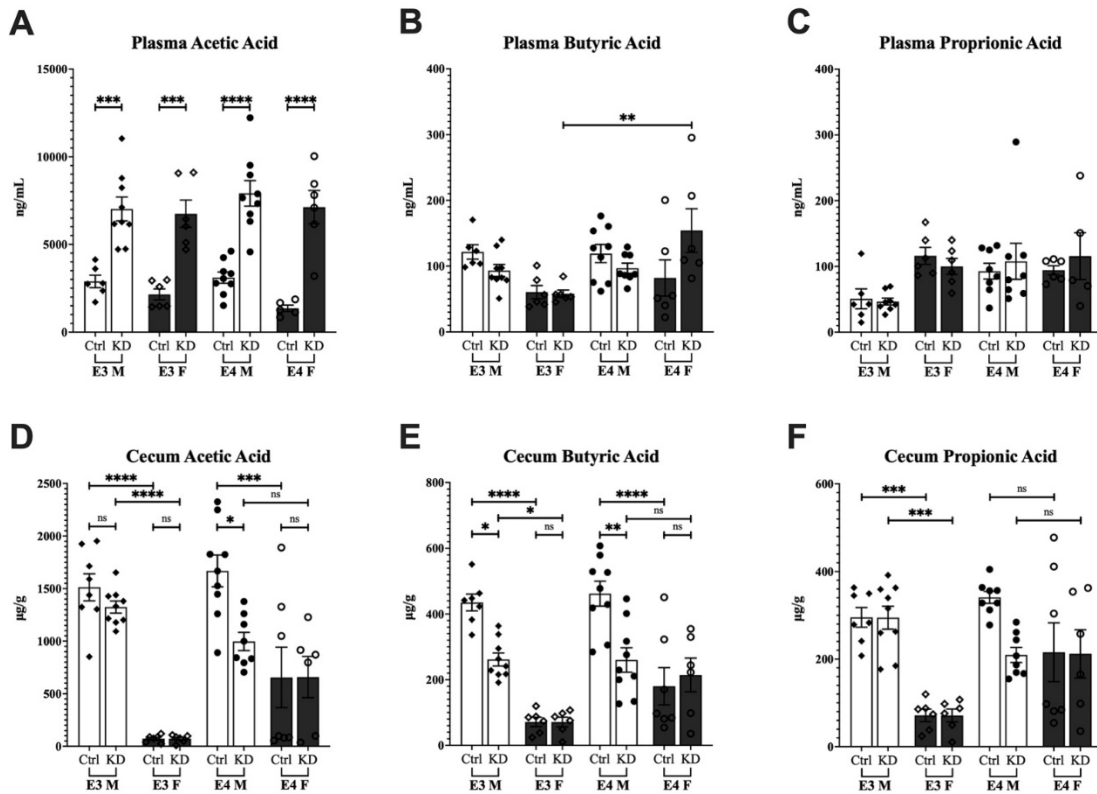 A
Plasma Acetic Acid
15000
10000
5000
0
ng/mL
*** *** **** ****
Ctrl KD Ctrl KD Ctrl KD Ctrl KD
E3 M E3 F E4 M E4 F
B
Plasma Butyric Acid
400
300
200
100
0
ng/mL
**
Ctrl KD Ctrl KD Ctrl KD Ctrl KD
E3 M E3 F E4 M E4 F
C
Plasma Proprionic Acid
400
300
200
100
0
ng/mL
Ctrl KD Ctrl KD Ctrl KD Ctrl KD
E3 M E3 F E4 M E4 F
D
Cecum Acetic Acid
2500
2000
1500
1000
500
0
µg/g
**** ***
**** ns
ns ns * ns
Ctrl KD Ctrl KD Ctrl KD Ctrl KD
E3 M E3 F E4 M E4 F
E
Cecum Butyric Acid
800
600
400
200
0
µg/g
**** ****
* ns
* ns ** ns
Ctrl KD Ctrl KD Ctrl KD Ctrl KD
E3 M E3 F E4 M E4 F
F
Cecum Propionic Acid
600
400
200
0
µg/g
*** ns
*** ns
Ctrl KD Ctrl KD Ctrl KD Ctrl KD
E3 M E3 F E4 M E4 F